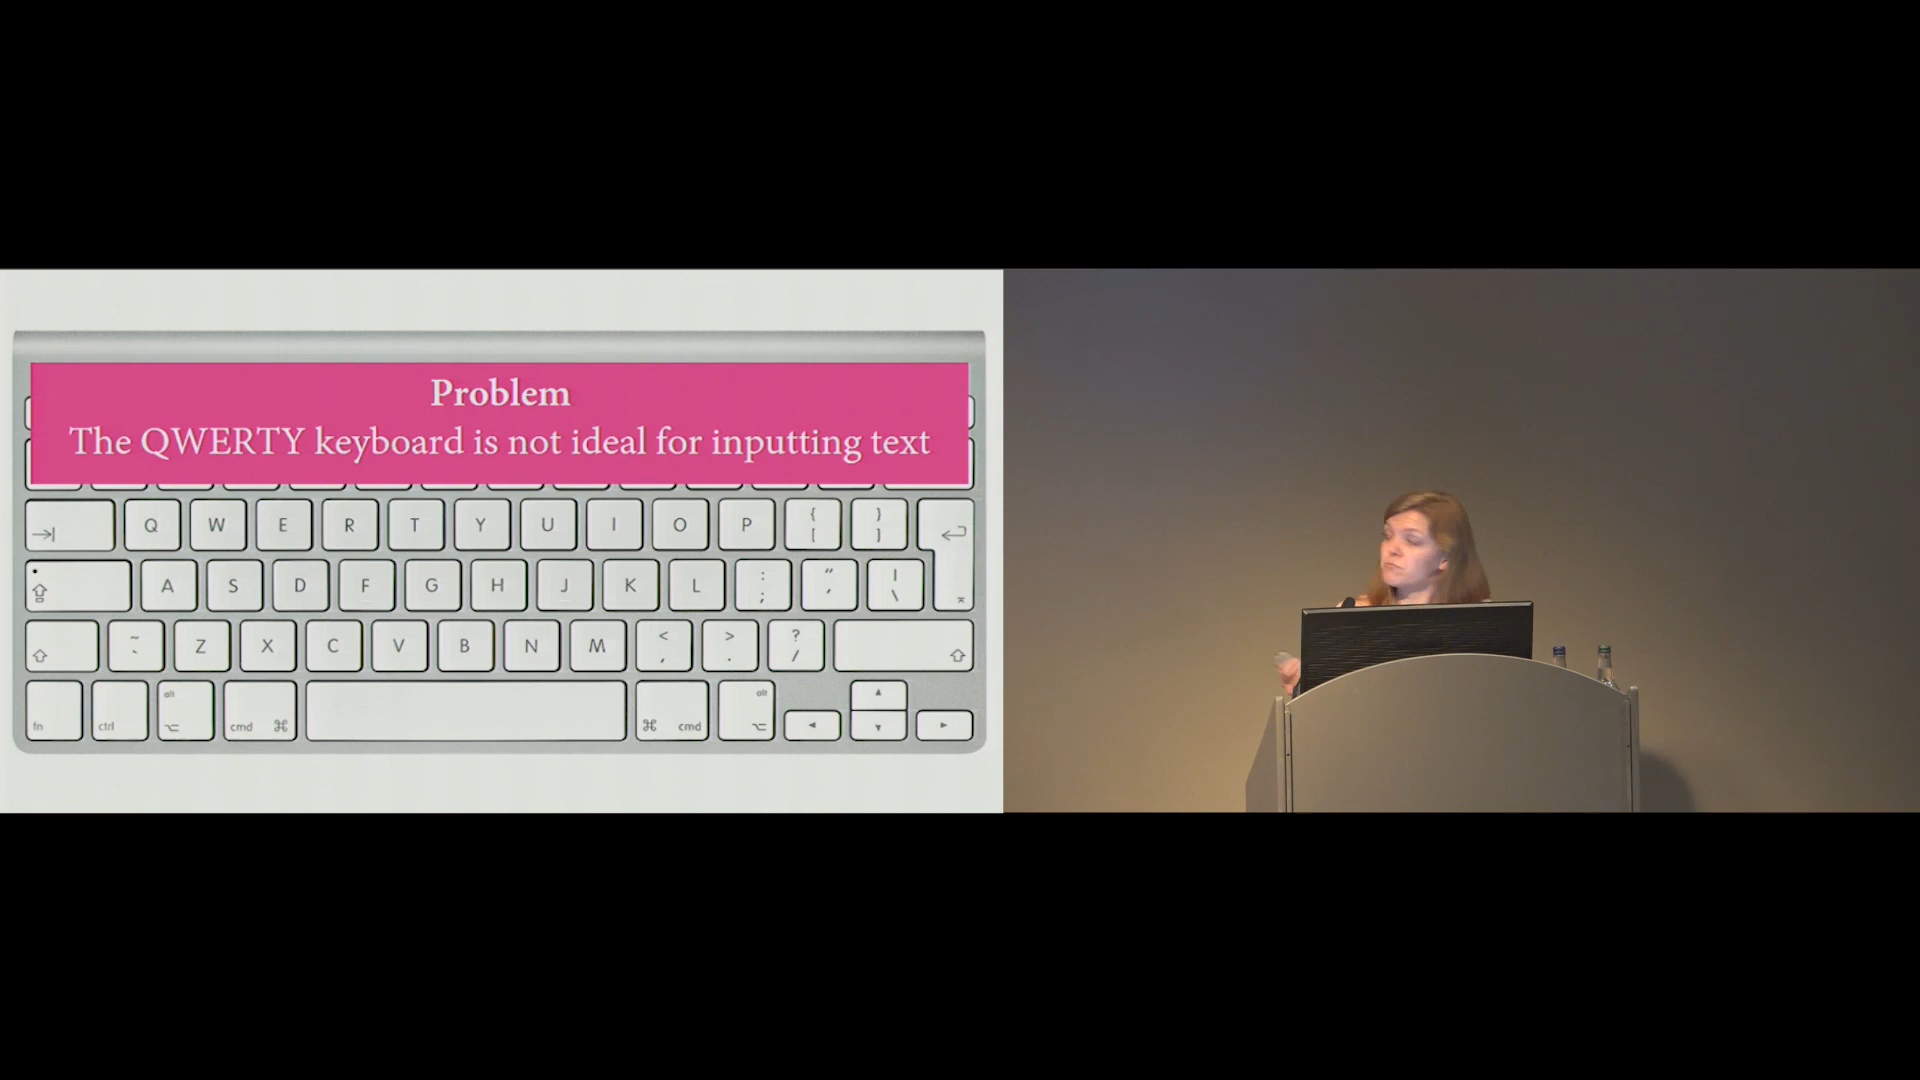 Problem
The QWERTY keyboard is not ideal for inputting text
Q W E R T Y U I O P { [ } ]
A S D F G H J K L : ; " ' | \
~ ` Z X C V B N M < , > . ? /
fn ctrl alt cmd ⌘ ⌘ cmd alt